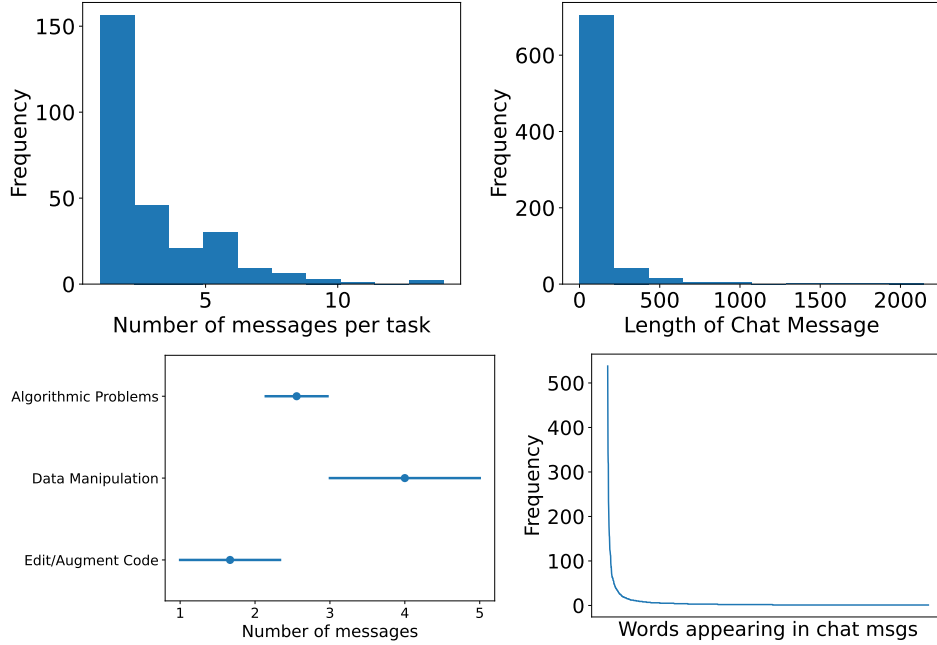 150
100
50
0
Frequency
5 10
Number of messages per task
600
400
200
0
Frequency
0 500 1000 1500 2000
Length of Chat Message
Algorithmic Problems
Data Manipulation
Edit/Augment Code
1 2 3 4 5
Number of messages
500
400
300
200
100
0
Frequency
Words appearing in chat msgs